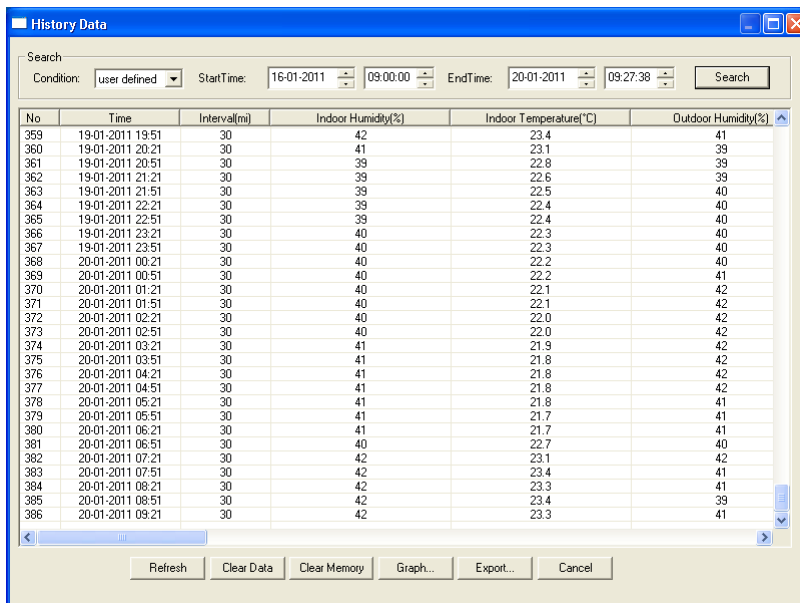 History Data
Search
Condition: user defined StartTime: 16-01-2011 09:00:00 EndTime: 20-01-2011 09:27:38 Search
No Time Interval(mi) Indoor Humidity(%) Indoor Temperature(°C) Outdoor Humidity(%)
359 19-01-2011 19:51 30 42 23.4 41
360 19-01-2011 20:21 30 41 23.1 39
361 19-01-2011 20:51 30 39 22.8 39
362 19-01-2011 21:21 30 39 22.6 39
363 19-01-2011 21:51 30 39 22.5 40
364 19-01-2011 22:21 30 39 22.4 40
365 19-01-2011 22:51 30 39 22.4 40
366 19-01-2011 23:21 30 40 22.3 40
367 19-01-2011 23:51 30 40 22.3 40
368 20-01-2011 00:21 30 40 22.2 40
369 20-01-2011 00:51 30 40 22.2 41
370 20-01-2011 01:21 30 40 22.1 42
371 20-01-2011 01:51 30 40 22.1 42
372 20-01-2011 02:21 30 40 22.0 42
373 20-01-2011 02:51 30 40 22.0 42
374 20-01-2011 03:21 30 41 21.9 42
375 20-01-2011 03:51 30 41 21.8 42
376 20-01-2011 04:21 30 41 21.8 42
377 20-01-2011 04:51 30 41 21.8 42
378 20-01-2011 05:21 30 41 21.8 41
379 20-01-2011 05:51 30 41 21.7 41
380 20-01-2011 06:21 30 41 21.7 41
381 20-01-2011 06:51 30 40 22.7 40
382 20-01-2011 07:21 30 42 23.1 42
383 20-01-2011 07:51 30 42 23.4 41
384 20-01-2011 08:21 30 42 23.3 41
385 20-01-2011 08:51 30 42 23.4 39
386 20-01-2011 09:21 30 42 23.3 41
Refresh Clear Data Clear Memory Graph... Export... Cancel